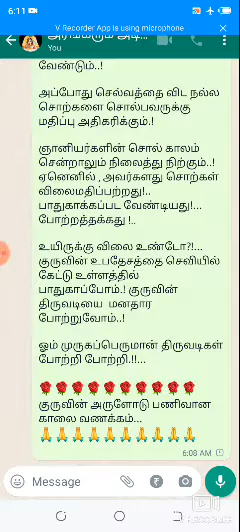 6:11
V Recorder App is using microphone
You
வேண்டும்..!
அப்போது செல்வத்தை விட நல்ல
சொற்களை சொல்பவருக்கு
மதிப்பு அதிகரிக்கும்.!
ஞானியர்களின் சொல் காலம்
சென்றாலும் நிலைத்து நிற்கும்..!
ஏனெனில் , அவர்களது சொற்கள்
விலைமதிப்பற்றது!..
பாதுகாக்கப்பட வேண்டியது!...
போற்றத்தக்கது !..
உயிருக்கு விலை உண்டோ?!...
குருவின் உபதேசத்தை செவியில்
கேட்டு உள்ளத்தில்
பாதுகாப்போம்.! குருவின்
திருவடியை மனதார
போற்றுவோம்..!
ஓம் முருகப்பெருமான் திருவடிகள்
போற்றி போற்றி.!!...
🌹🌹🌹🌹🌹🌹🌹🌹🌹
குருவின் அருளோடு பணிவான
காலை வணக்கம்...
🙏🙏🙏🙏🙏🙏🙏🙏🙏🙏
6:08 AM
Message